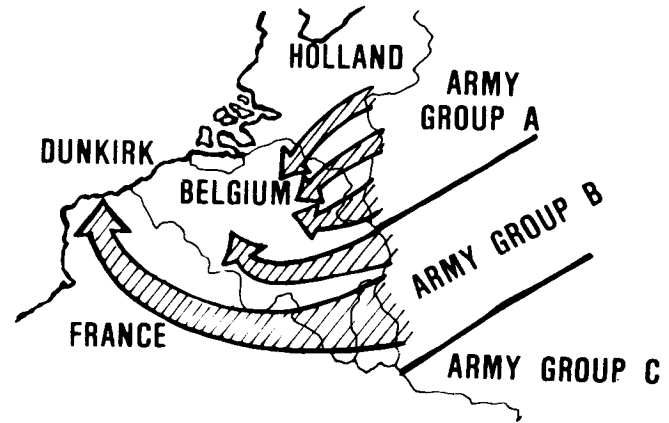 HOLLAND
ARMY
GROUP A
DUNKIRK
BELGIUM
ARMY GROUP B
FRANCE
ARMY GROUP C